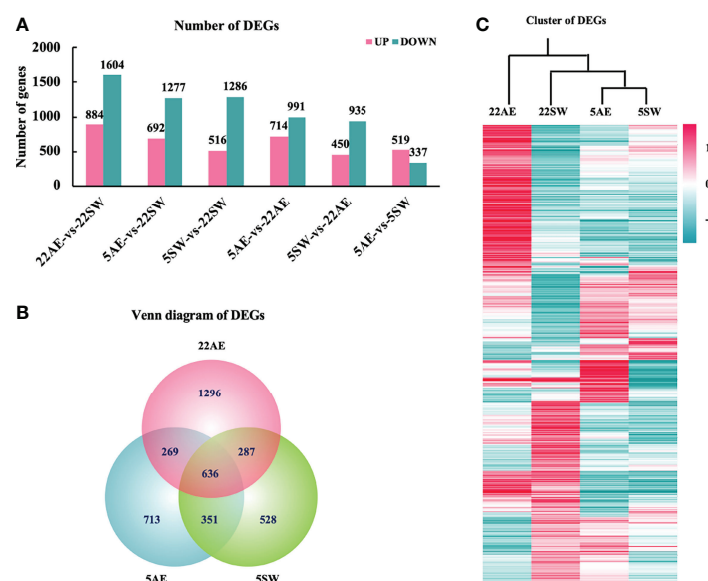 A
Number of DEGs
UP DOWN
Number of genes
2000
1500
1000
500
0
884 1604
692 1277
516 1286
714 991
450 935
519 337
22AE-vs-22SW
5AE-vs-22SW
5SW-vs-22SW
5AE-vs-22AE
5SW-vs-22AE
5AE-vs-5SW
B
Venn diagram of DEGs
22AE
1296
269 287
636
713 351 528
5AE 5SW
C
Cluster of DEGs
22AE 22SW 5AE 5SW
1
0